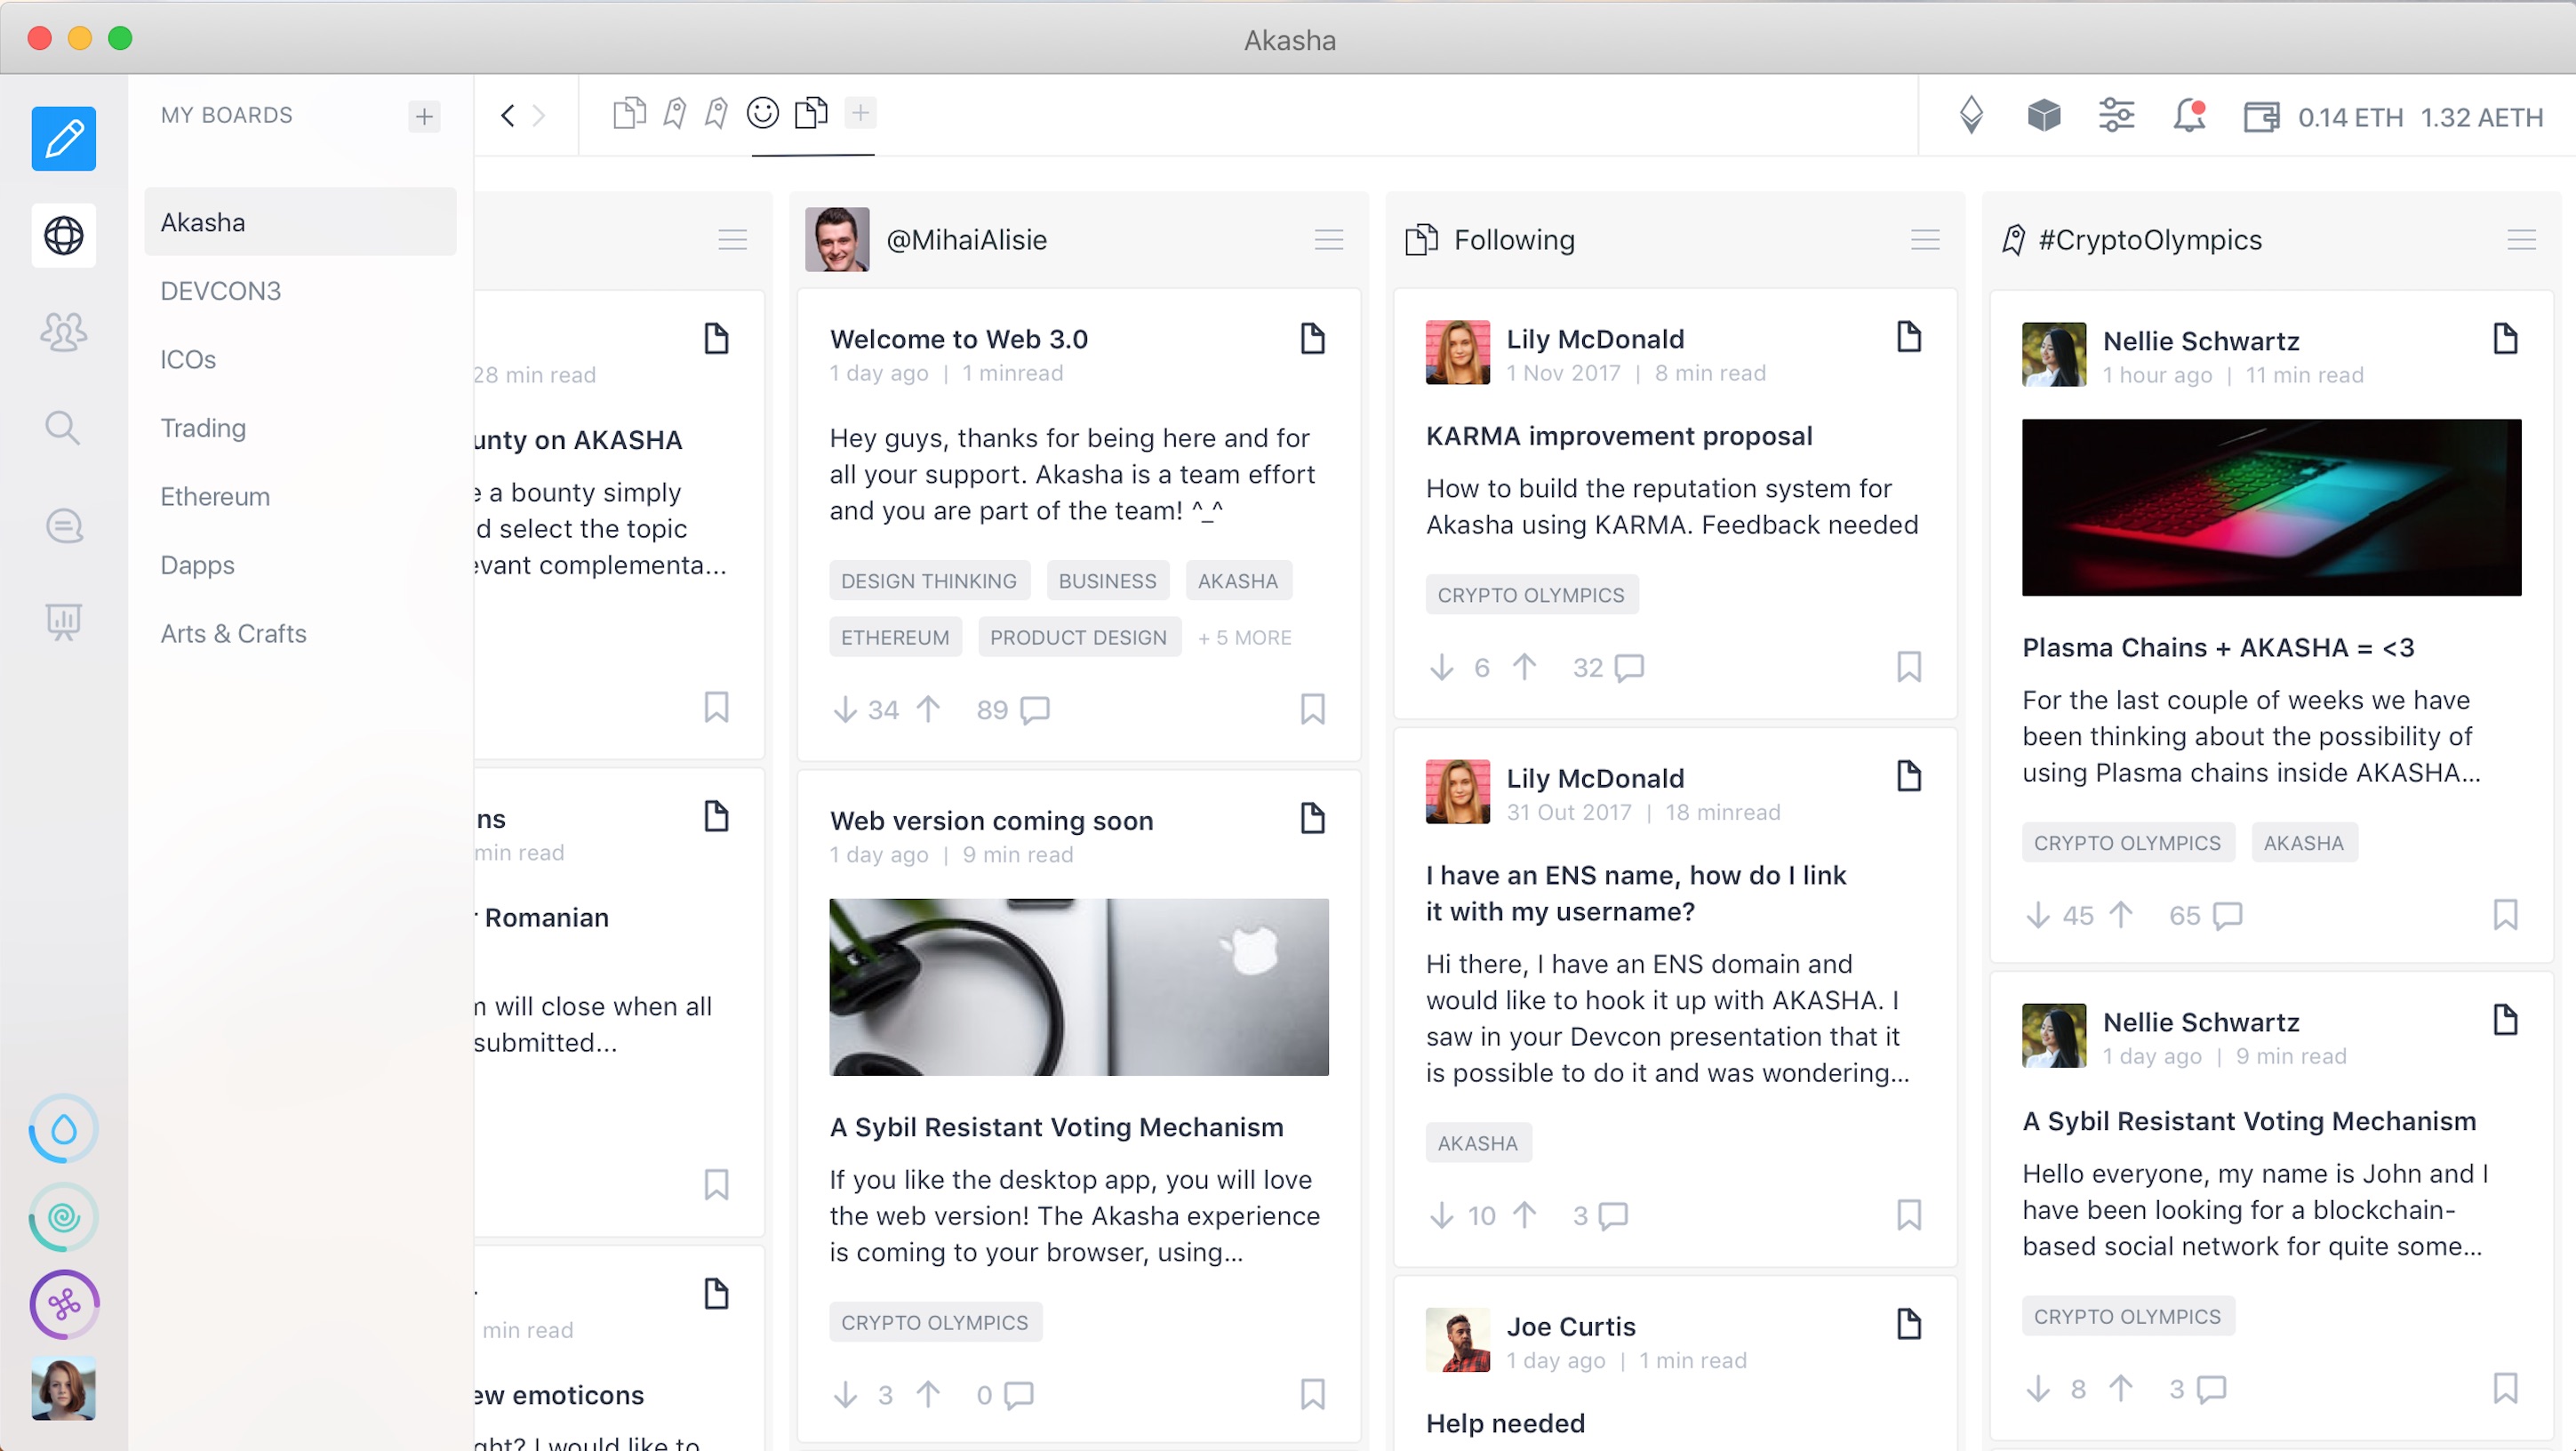 Akasha
MY BOARDS
0.14 ETH 1.32 AETH
Akasha
DEVCON3
ICOs
Trading
Ethereum
Dapps
Arts & Crafts
28 min read
unty on AKASHA
e a bounty simply
d select the topic
evant complementa...
ns
min read
r Romanian
m will close when all
submitted...
min read
ew emoticons
ght? I would like to
@MihaiAlisie
Welcome to Web 3.0
1 day ago | 1 minread
Hey guys, thanks for being here and for
all your support. Akasha is a team effort
and you are part of the team! ^_^
DESIGN THINKING BUSINESS AKASHA
ETHEREUM PRODUCT DESIGN + 5 MORE
34 89
Web version coming soon
1 day ago | 9 min read
A Sybil Resistant Voting Mechanism
If you like the desktop app, you will love
the web version! The Akasha experience
is coming to your browser, using...
CRYPTO OLYMPICS
3 0
Following
Lily McDonald
1 Nov 2017 | 8 min read
KARMA improvement proposal
How to build the reputation system for
Akasha using KARMA. Feedback needed
CRYPTO OLYMPICS
6 32
Lily McDonald
31 Out 2017 | 18 minread
I have an ENS name, how do I link
it with my username?
Hi there, I have an ENS domain and
would like to hook it up with AKASHA. I
saw in your Devcon presentation that it
is possible to do it and was wondering...
AKASHA
10 3
Joe Curtis
1 day ago | 1 min read
Help needed
#CryptoOlympics
Nellie Schwartz
1 hour ago | 11 min read
Plasma Chains + AKASHA = <3
For the last couple of weeks we have
been thinking about the possibility of
using Plasma chains inside AKASHA...
CRYPTO OLYMPICS AKASHA
45 65
Nellie Schwartz
1 day ago | 9 min read
A Sybil Resistant Voting Mechanism
Hello everyone, my name is John and I
have been looking for a blockchain-
based social network for quite some...
CRYPTO OLYMPICS
8 3